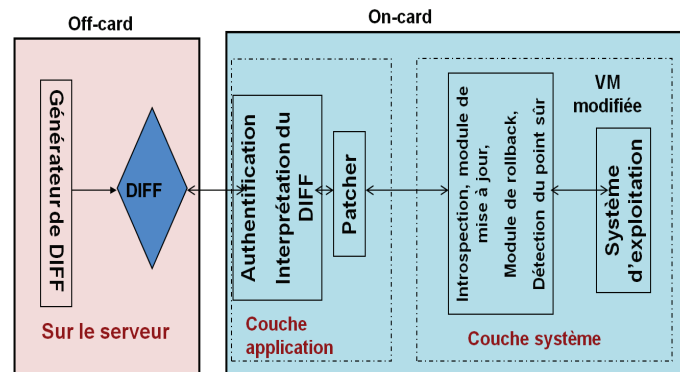 Off-card
On-card
Générateur de DIFF
DIFF
Sur le serveur
Authentification
Interprétation du
DIFF
Patcher
Couche
application
Introspection, module de
mise à jour,
Module de rollback,
Détection du point sûr
VM
modifiée
Système
d'exploitation
Couche système